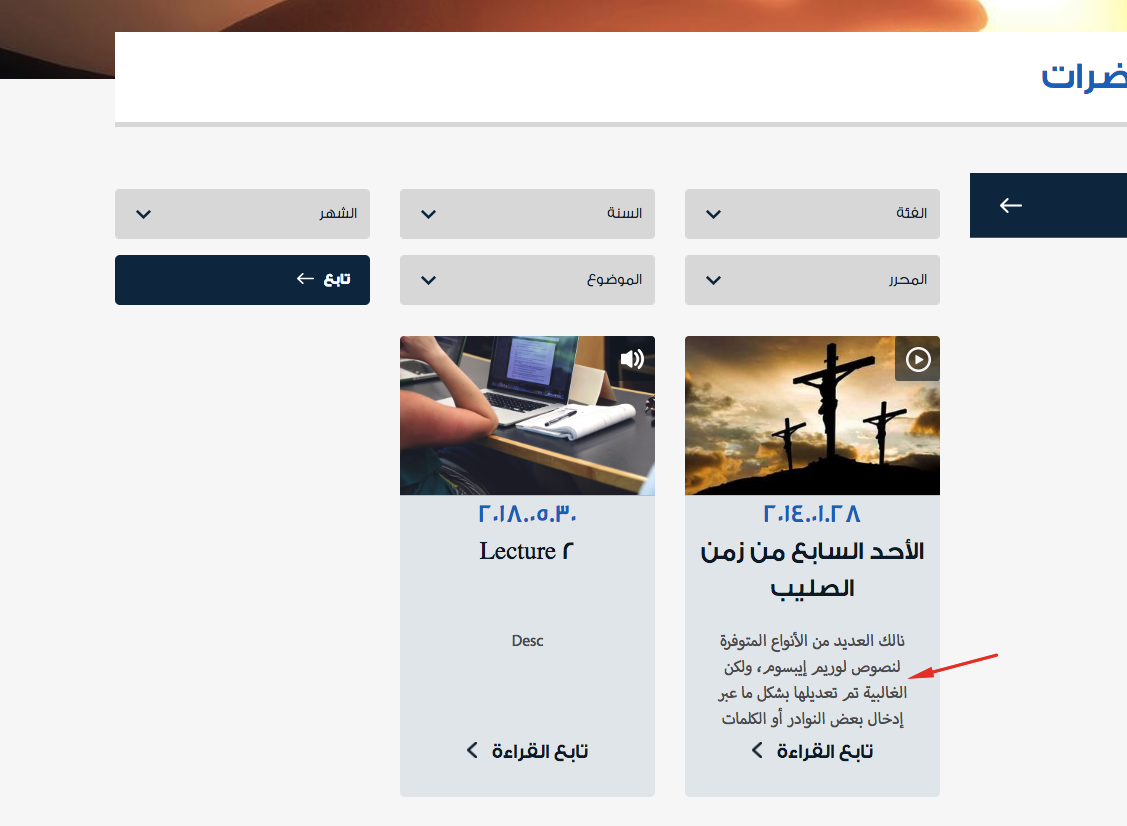 الفئة
السنة
الشهر
المحرر
الموضوع
تابع
٢٠١٤.٠١.٢٨
الأحد السابع من زمن
الصليب
نالك العديد من الأنواع المتوفرة
لنصوص لوريم إيبسوم، ولكن
الغالبية تم تعديلها بشكل ما عبر
إدخال بعض النوادر أو الكلمات
تابع القراءة
٢٠١٨.٠٥.٣٠
Lecture ٢
Desc
تابع القراءة